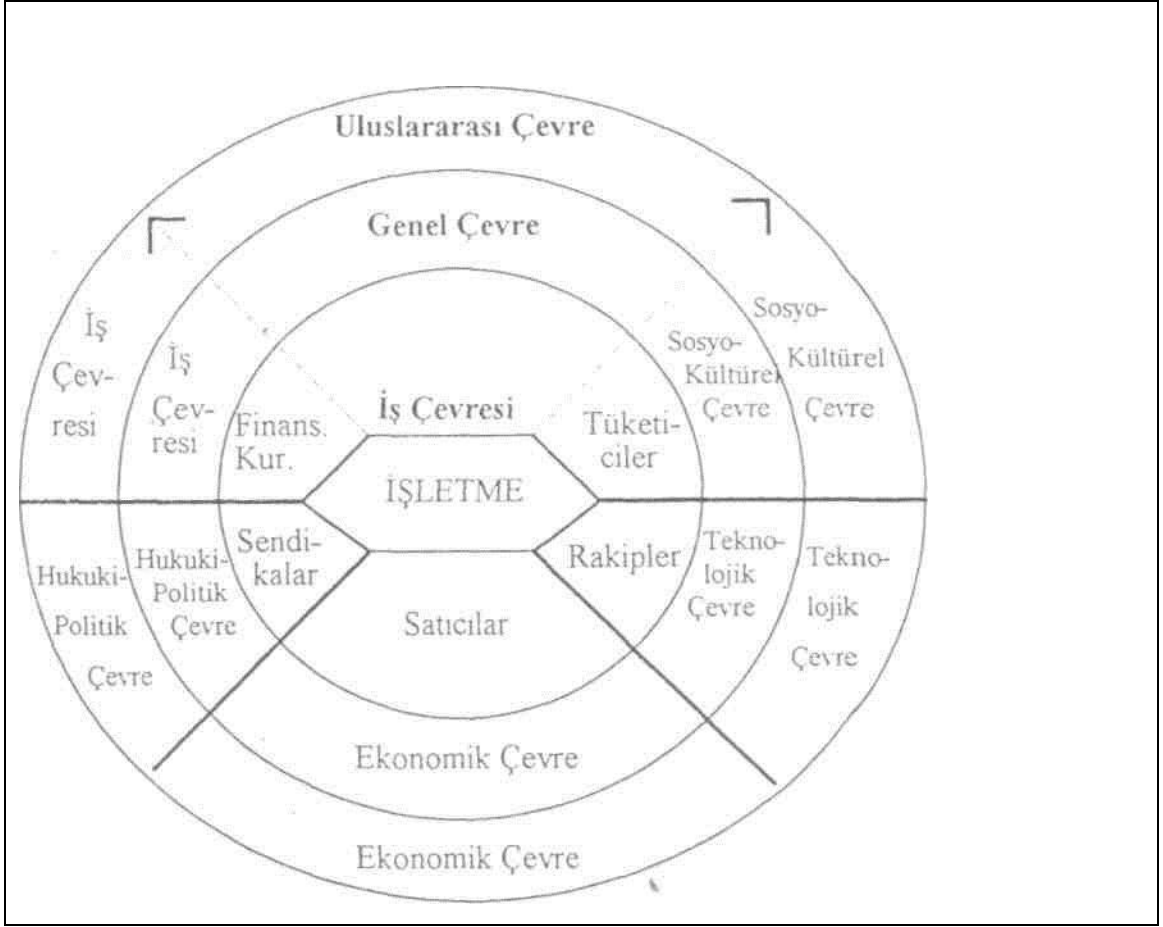 Uluslararası Çevre
Genel Çevre
İş
Çev-
resi
İş
Çev-
resi
Finans.
Kur.
İş Çevresi
Tüketi-
ciler
Sosyo-
Kültürel
Çevre
Sosyo-
Kültürel
Çevre
İŞLETME
Hukuki-
Politik
Çevre
Hukuki-
Politik
Çevre
Sendi-
kalar
Satıcılar
Rakipler
Tekno-
lojik
Çevre
Tekno-
lojik
Çevre
Ekonomik Çevre
Ekonomik Çevre